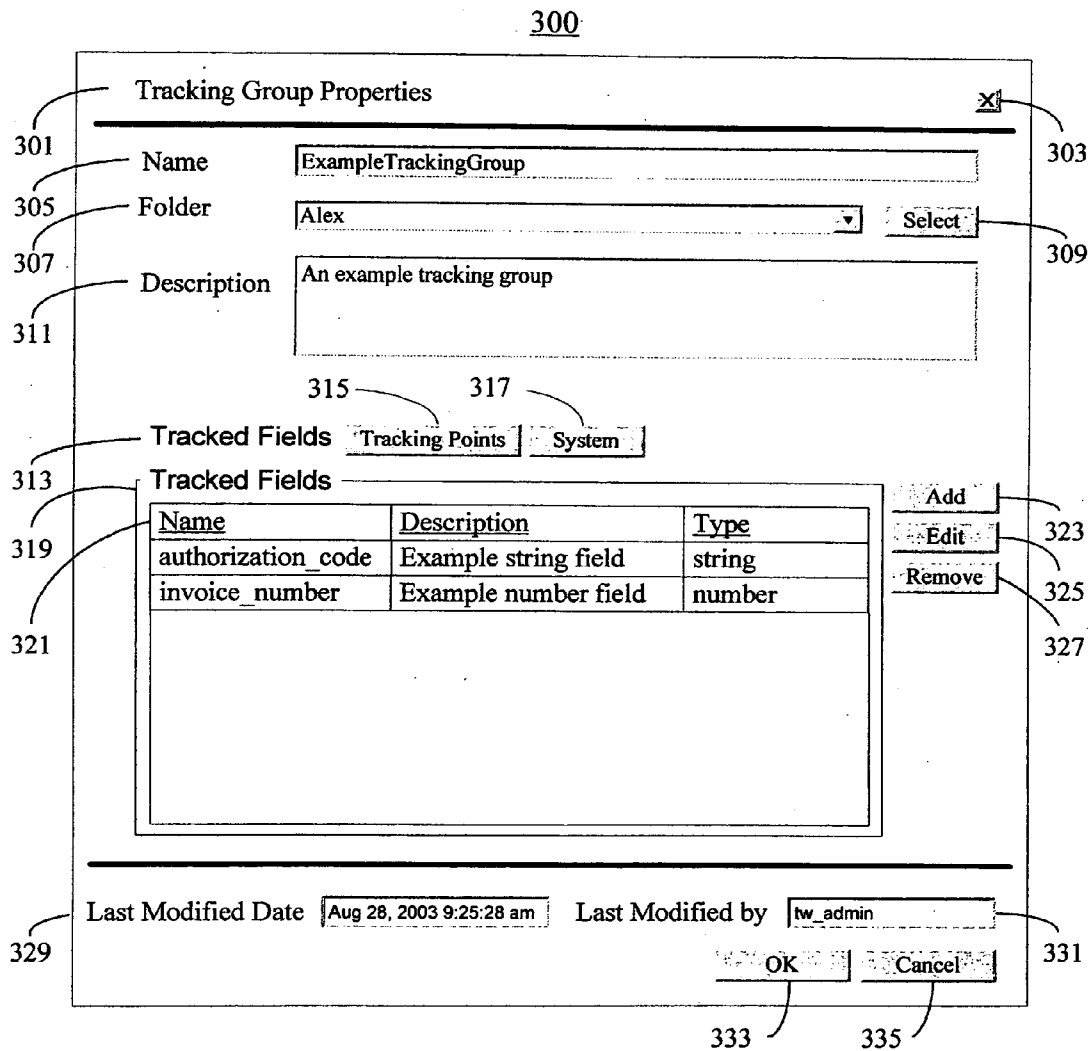 300
Tracking Group Properties
X
301
303
Name
ExampleTrackingGroup
305
Folder
Alex
Select
307
309
Description
An example tracking group
311
315
317
Tracked Fields
Tracking Points
System
313
Tracked Fields
Add
319
Name Description Type
323
authorization_code Example string field string
Edit
invoice_number Example number field number
325
Remove
321
327
Last Modified Date
Aug 28, 2003 9:25:28 am
Last Modified by
tw_admin
329
331
OK
Cancel
333
335